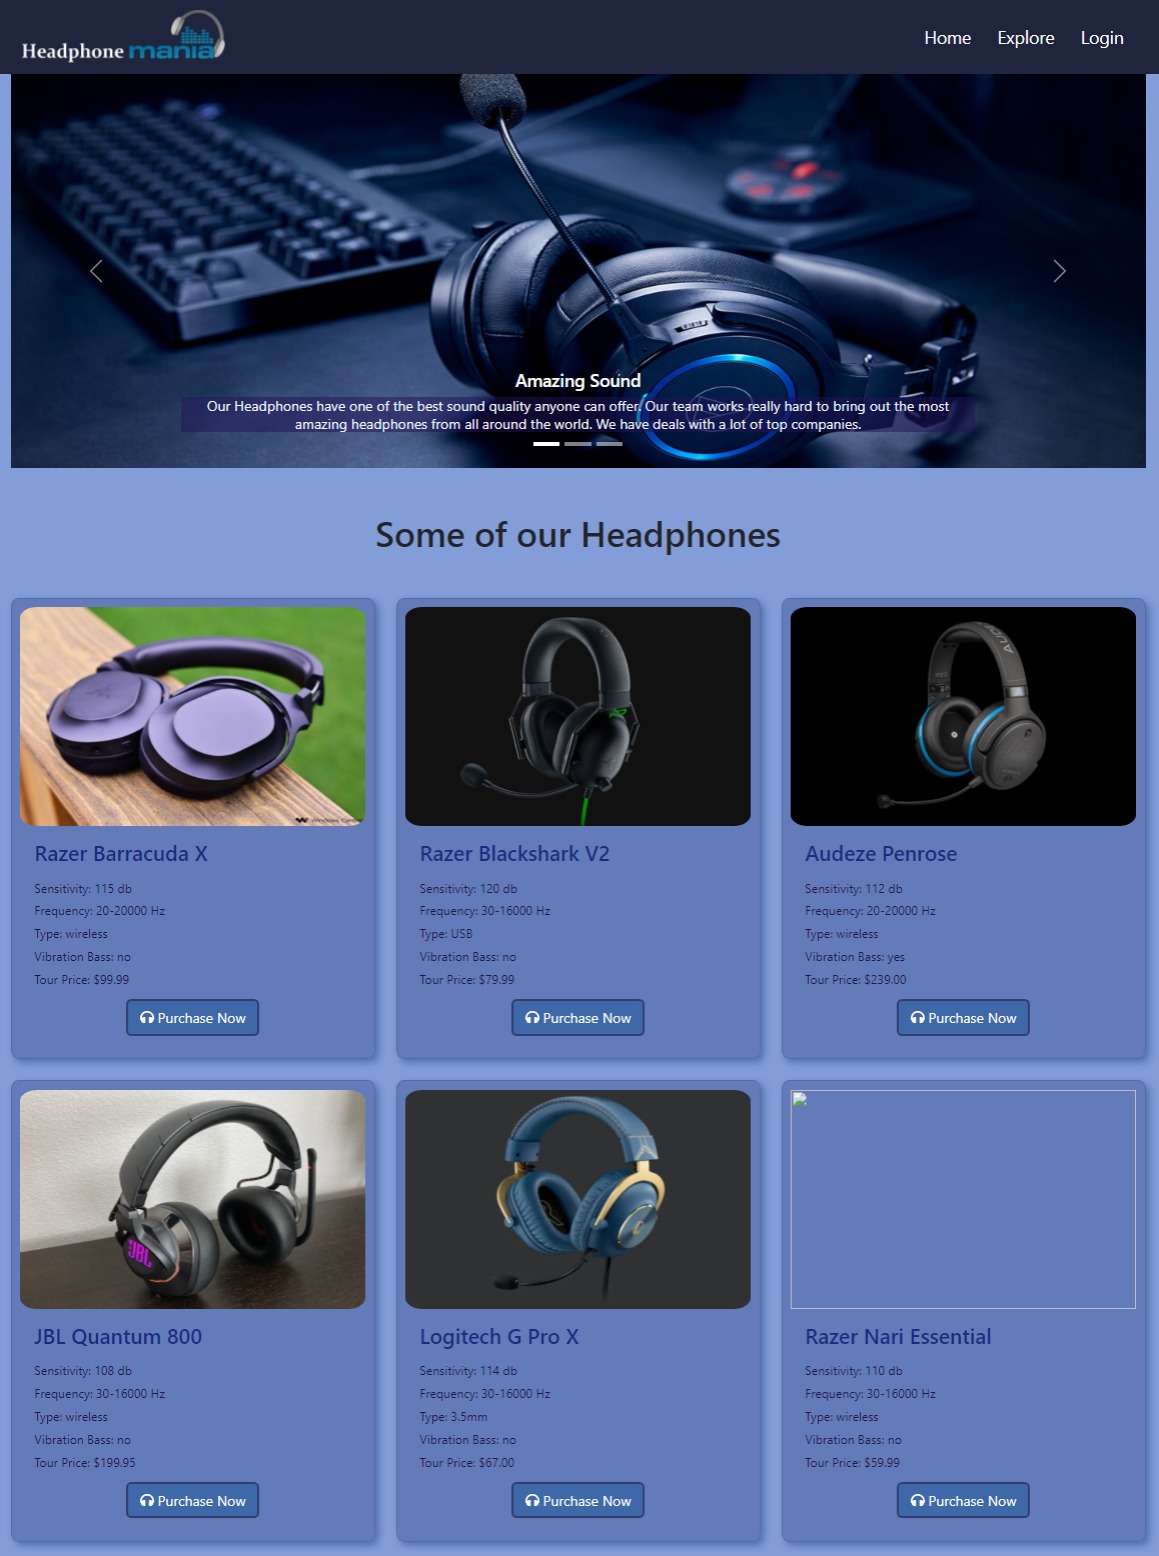 Headphone mania
Home Explore Login
Amazing Sound
Our Headphones have one of the best sound quality anyone can offer. Our team works really hard to bring out the most
amazing headphones from all around the world. We have deals with a lot of top companies.
Some of our Headphones
AUDEZE
Windows Central
Razer Barracuda X
Sensitivity: 115 db
Frequency: 20-20000 Hz
Type: wireless
Vibration Bass: no
Tour Price: $99.99
Purchase Now
Razer Blackshark V2
Sensitivity: 120 db
Frequency: 30-16000 Hz
Type: USB
Vibration Bass: no
Tour Price: $79.99
Purchase Now
Audeze Penrose
Sensitivity: 112 db
Frequency: 20-20000 Hz
Type: wireless
Vibration Bass: yes
Tour Price: $239.00
Purchase Now
JBL
JBL Quantum 800
Sensitivity: 108 db
Frequency: 30-16000 Hz
Type: wireless
Vibration Bass: no
Tour Price: $199.95
Purchase Now
Logitech G Pro X
Sensitivity: 114 db
Frequency: 30-16000 Hz
Type: 3.5mm
Vibration Bass: no
Tour Price: $67.00
Purchase Now
Razer Nari Essential
Sensitivity: 110 db
Frequency: 30-16000 Hz
Type: wireless
Vibration Bass: no
Tour Price: $59.99
Purchase Now